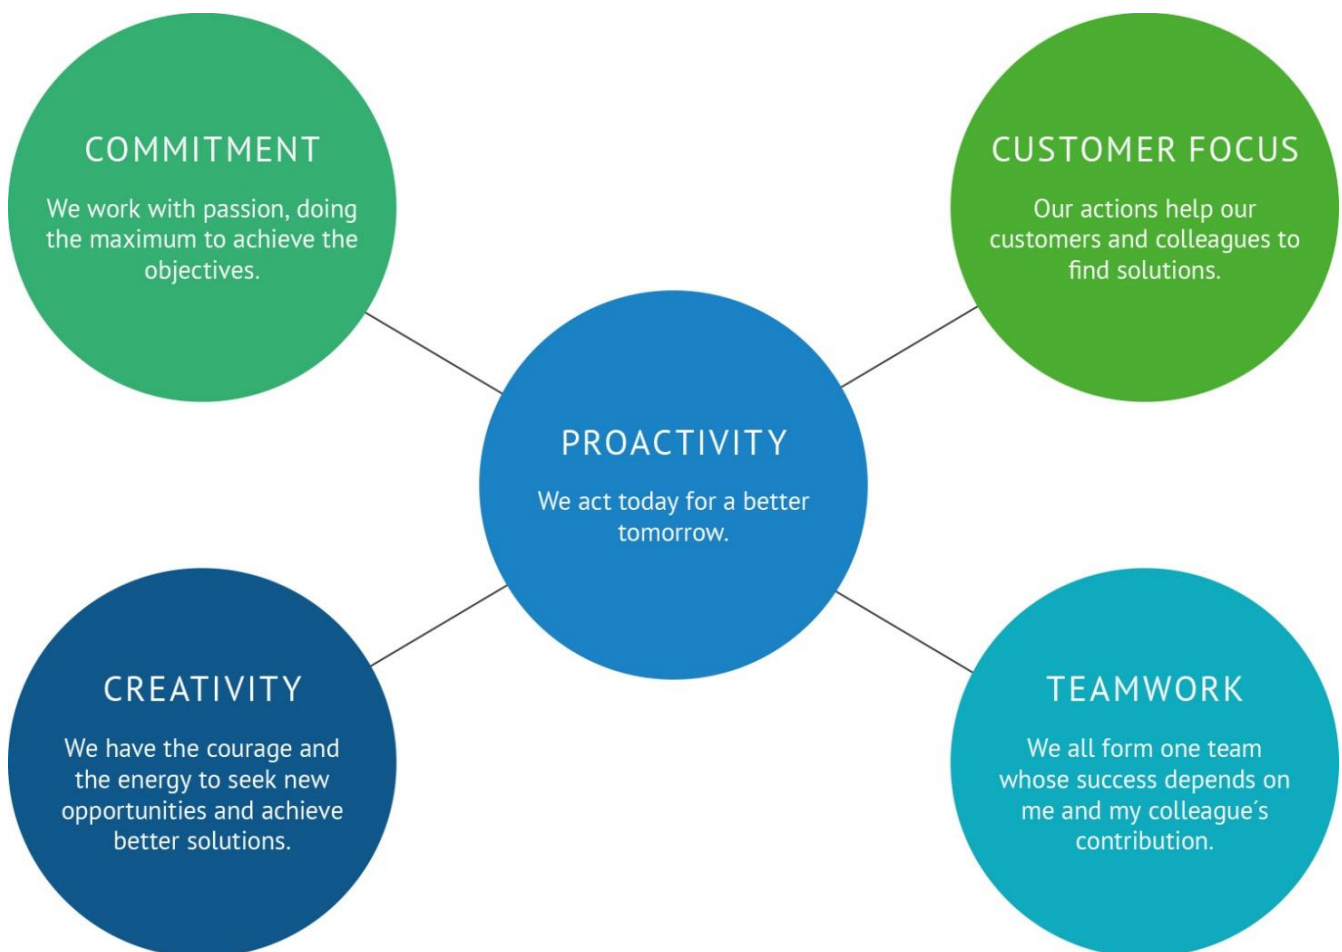 COMMITMENT
We work with passion, doing
the maximum to achieve the
objectives.
CUSTOMER FOCUS
Our actions help our
customers and colleagues to
find solutions.
PROACTIVITY
We act today for a better
tomorrow.
CREATIVITY
We have the courage and
the energy to seek new
opportunities and achieve
better solutions.
TEAMWORK
We all form one team
whose success depends on
me and my colleague´s
contribution.